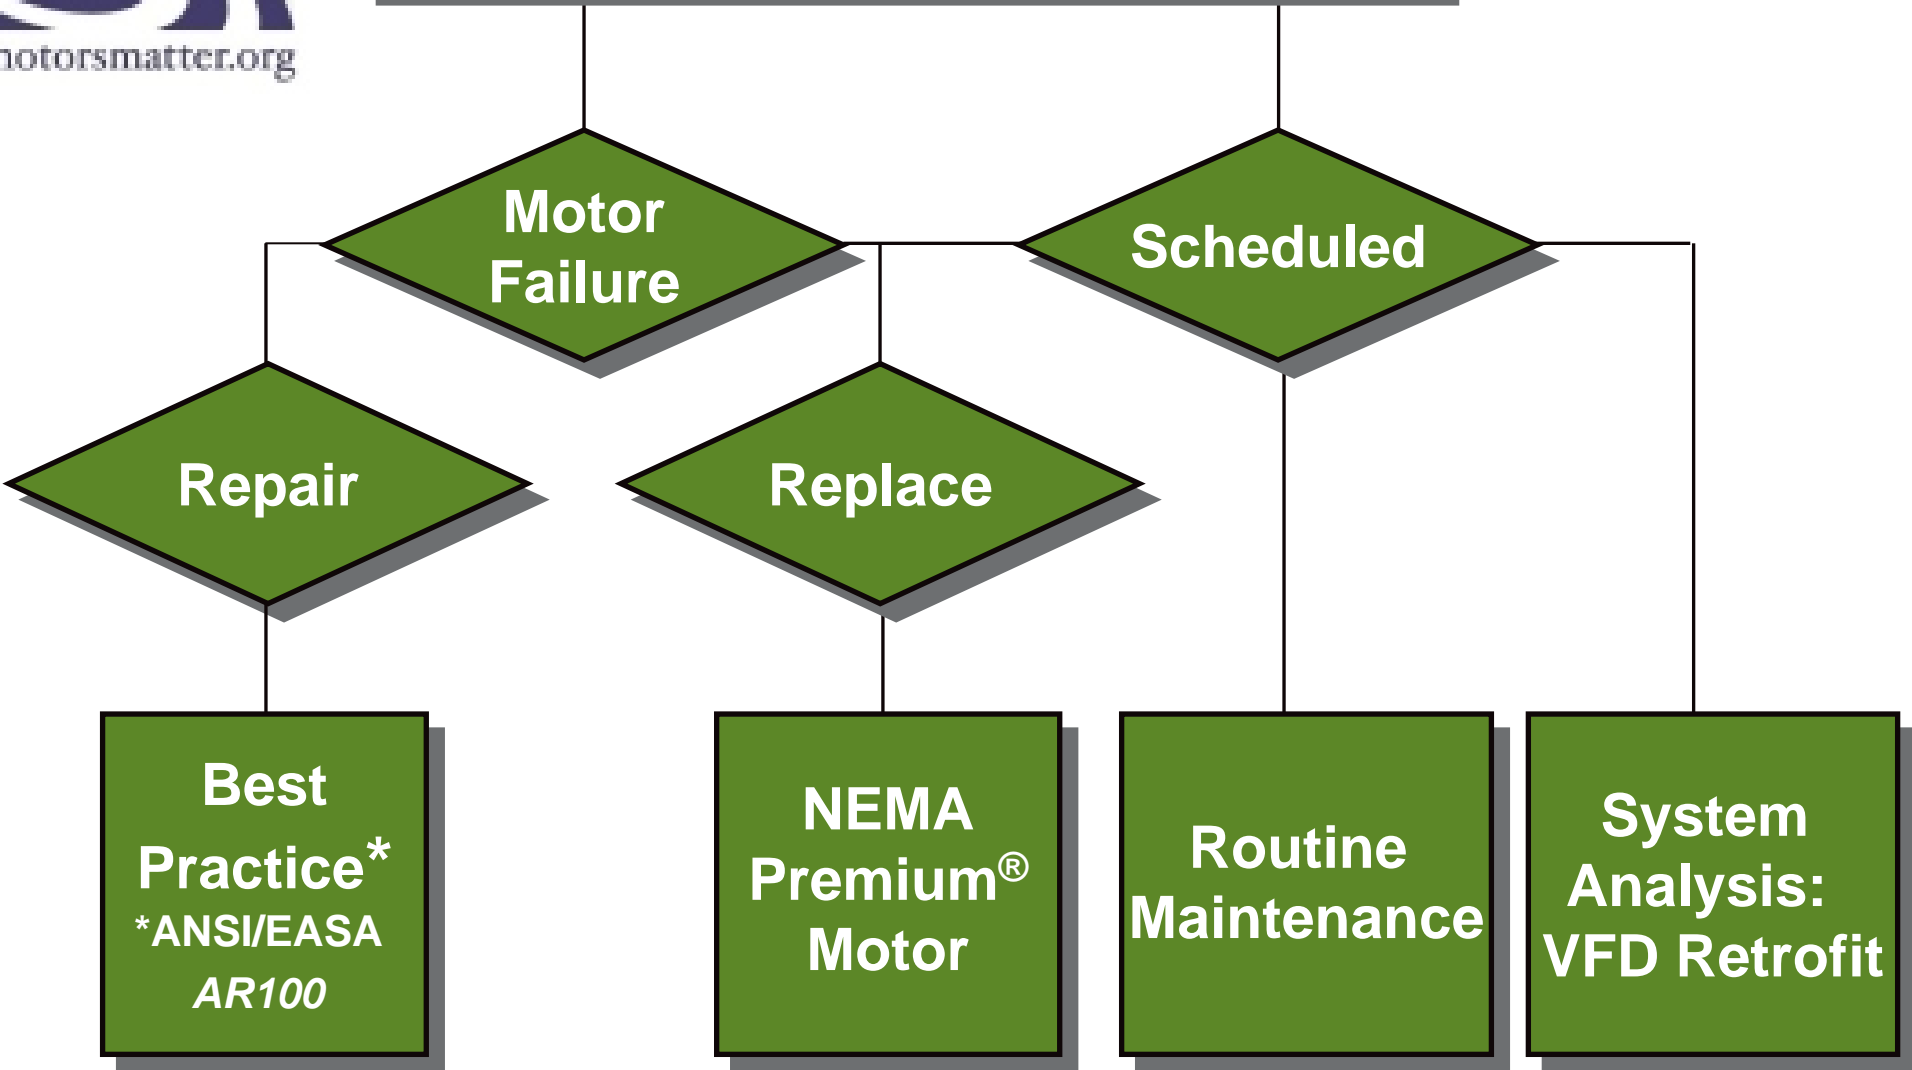 motorsmatter.org
Motor
Failure
Scheduled
Repair
Replace
Best
Practice*
*ANSI/EASA
AR100
NEMA
Premium®
Motor
Routine
Maintenance
System
Analysis:
VFD Retrofit